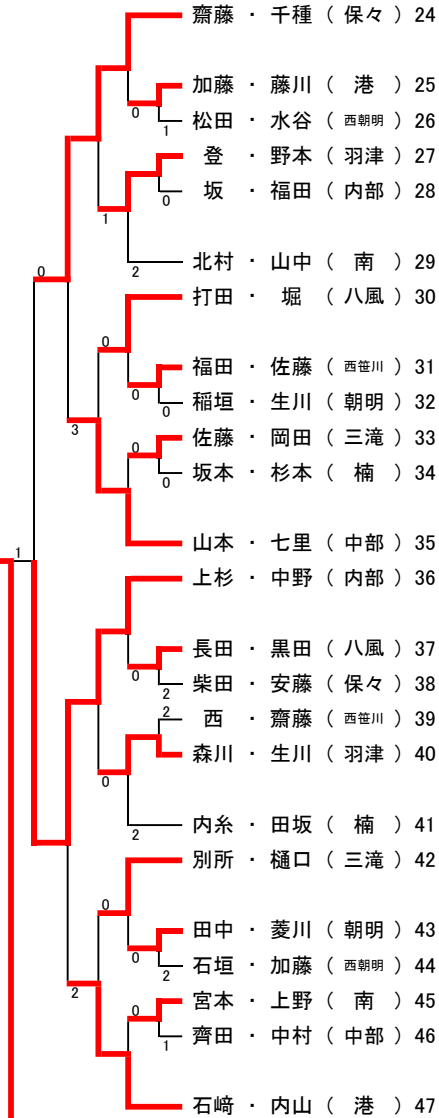 齋藤 ・ 千種 （ 保々 ） 24
加藤 ・ 藤川 （ 港 ） 25
0
松田 ・ 水谷 （ 西朝明 ） 26
1
登 ・ 野本 （ 羽津 ） 27
坂 ・ 福田 （ 内部 ） 28
0
1
北村 ・ 山中 （ 南 ） 29
2
0
打田 ・ 堀 （ 八風 ） 30
0
福田 ・ 佐藤 （ 西笹川 ） 31
0
稲垣 ・ 生川 （ 朝明 ） 32
0
3
佐藤 ・ 岡田 （ 三滝 ） 33
0
坂本 ・ 杉本 （ 楠 ） 34
0
山本 ・ 七里 （ 中部 ） 35
1
上杉 ・ 中野 （ 内部 ） 36
長田 ・ 黒田 （ 八風 ） 37
0
柴田 ・ 安藤 （ 保々 ） 38
2
2
西 ・ 齋藤 （ 西笹川 ） 39
森川 ・ 生川 （ 羽津 ） 40
0
内糸 ・ 田坂 （ 楠 ） 41
2
別所 ・ 樋口 （ 三滝 ） 42
0
田中 ・ 菱川 （ 朝明 ） 43
0
石垣 ・ 加藤 （ 西朝明 ） 44
2
2
宮本 ・ 上野 （ 南 ） 45
0
齊田 ・ 中村 （ 中部 ） 46
1
石﨑 ・ 内山 （ 港 ） 47